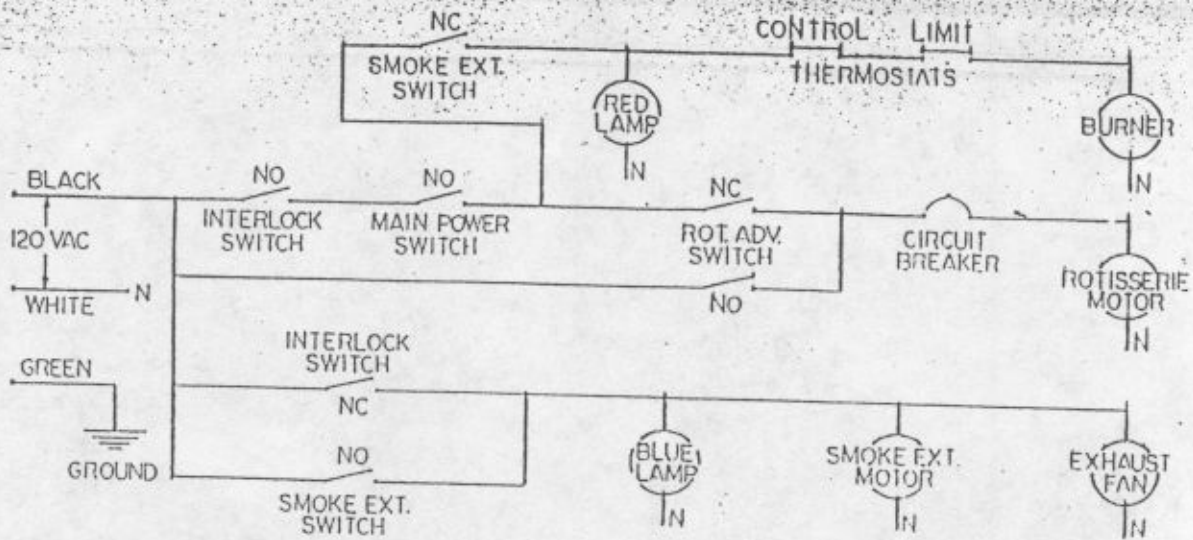 NC
CONTROL LIMIT
SMOKE EXT.
SWITCH
THERMOSTATS
RED
LAMP
BURNER
N
N
BLACK
NO
NO
NC
INTERLOCK
SWITCH
MAIN POWER
SWITCH
ROT. ADV.
SWITCH
CIRCUIT
BREAKER
120 VAC
NO
ROTISSERIE
MOTOR
WHITE N
N
INTERLOCK
SWITCH
GREEN
NC
GROUND
NO
SMOKE EXT.
SWITCH
BLUE
LAMP
SMOKE EXT.
MOTOR
EXHAUST
FAN
N
N
N